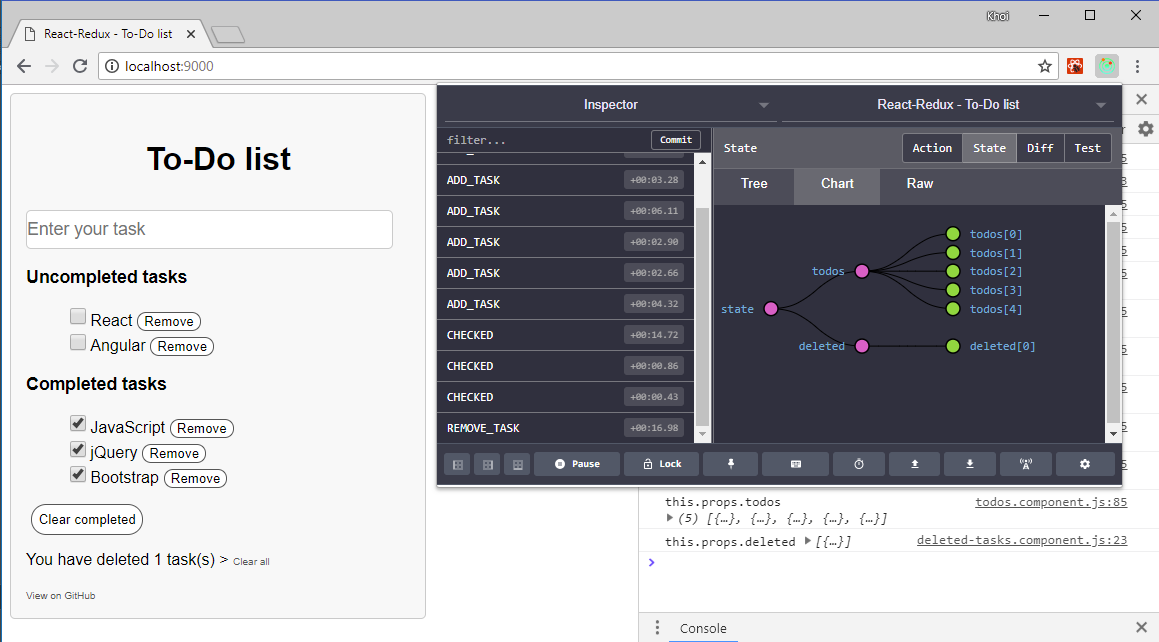 Khoi
React-Redux - To-Do list
localhost:9000
To-Do list
Enter your task
Uncompleted tasks
React Remove
Angular Remove
Completed tasks
JavaScript Remove
jQuery Remove
Bootstrap Remove
Clear completed
You have deleted 1 task(s) > Clear all
View on GitHub
Inspector
React-Redux - To-Do list
filter...
Commit
ADD_TASK +00:03.28
ADD_TASK +00:06.11
ADD_TASK +00:02.90
ADD_TASK +00:02.66
ADD_TASK +00:04.32
CHECKED +00:14.72
CHECKED +00:00.86
CHECKED +00:00.43
REMOVE_TASK +00:16.98
State
Action State Diff Test
Tree Chart Raw
state
todos
todos[0]
todos[1]
todos[2]
todos[3]
todos[4]
deleted
deleted[0]
Pause
Lock
this.props.todos todos.component.js:85
(5) [{…}, {…}, {…}, {…}, {…}]
this.props.deleted [{…}] deleted-tasks.component.js:23
Console